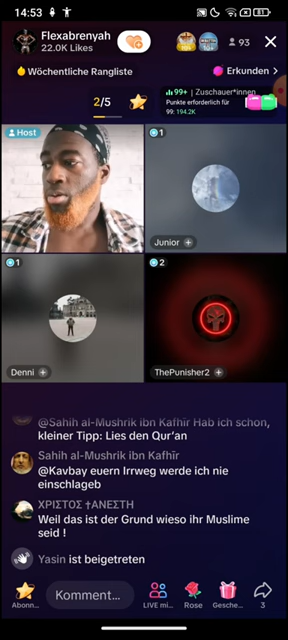 14:53
81
Flexabrenyah
22.0K Likes
93
Wöchentliche Rangliste
Erkunden >
2/5
99+ | Zuschauer*innen
Punkte erforderlich für
99: 194.2K
Host
1
Junior +
1
2
Denni +
ThePunisher2 +
@Sahih al-Mushrik ibn Kafhīr Hab ich schon,
kleiner Tipp: Lies den Qur'an
Sahih al-Mushrik ibn Kafhīr
@Kavbay euern Irrweg werde ich nie
einschlageb
ΧΡΙΣΤΟΣ †ΑΝΕΣΤΗ
Weil das ist der Grund wieso ihr Muslime
seid !
Yasin ist beigetreten
Abonn...
Komment...
LIVE mi...
Rose
Gesche...
3